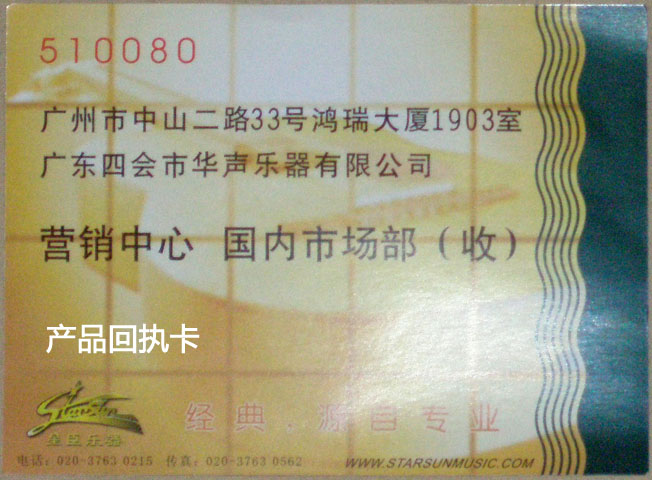 510080
广州市中山二路33号鸿瑞大厦1903室
广东四会市华声乐器有限公司
营销中心 国内市场部（收）
产品回执卡
StarSun
星臣乐器
经典．源自专业
电话：020-3763 0215 传真：020-3763 0562
WWW.STARSUNMUSIC.COM